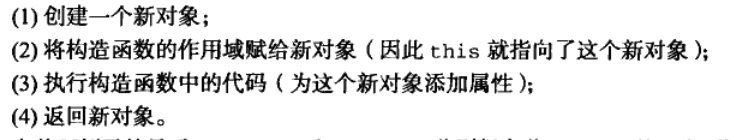 (1) 创建一个新对象；
(2) 将构造函数的作用域赋给新对象（因此 this 就指向了这个新对象）；
(3) 执行构造函数中的代码（为这个新对象添加属性）；
(4) 返回新对象。